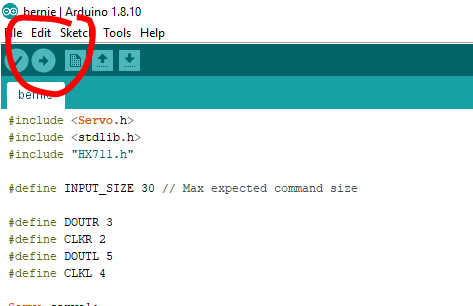 bernie | Arduino 1.8.10
File Edit Sketch Tools Help
bernie
#include <Servo.h>
#include <stdlib.h>
#include "HX711.h"
#define INPUT_SIZE 30 // Max expected command size
#define DOUTR 3
#define CLKR 2
#define DOUTL 5
#define CLKL 4